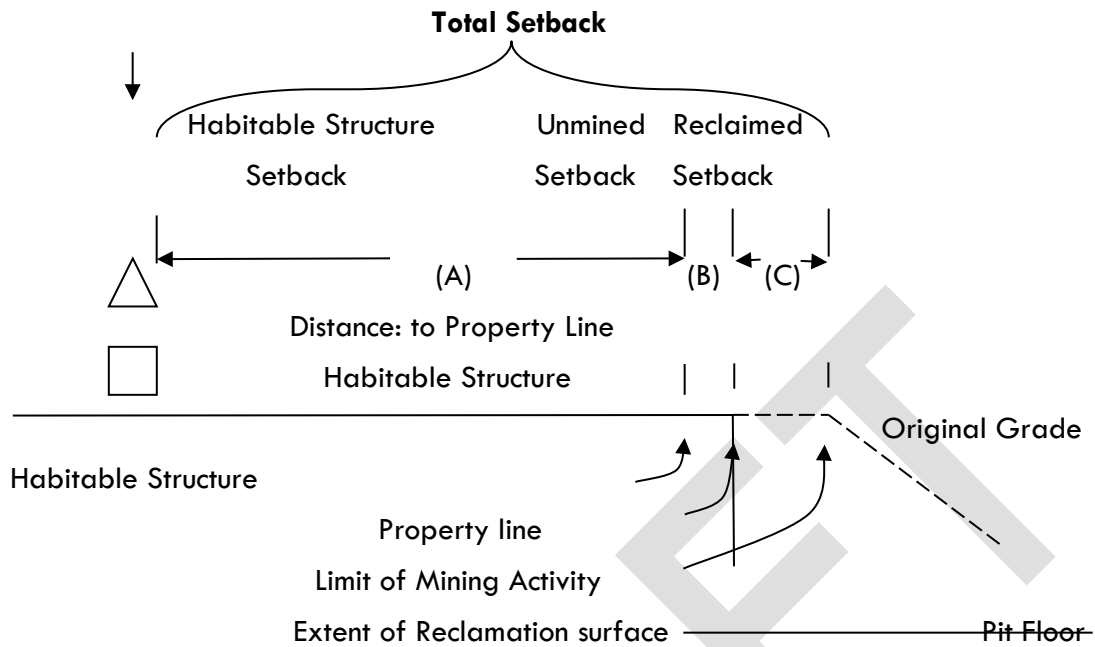 Total Setback
Habitable Structure Unmined Reclaimed
Setback Setback Setback
(A) (B) (C)
Distance: to Property Line
Habitable Structure
Original Grade
Habitable Structure
Property line
Limit of Mining Activity
Extent of Reclamation surface Pit Floor
ET